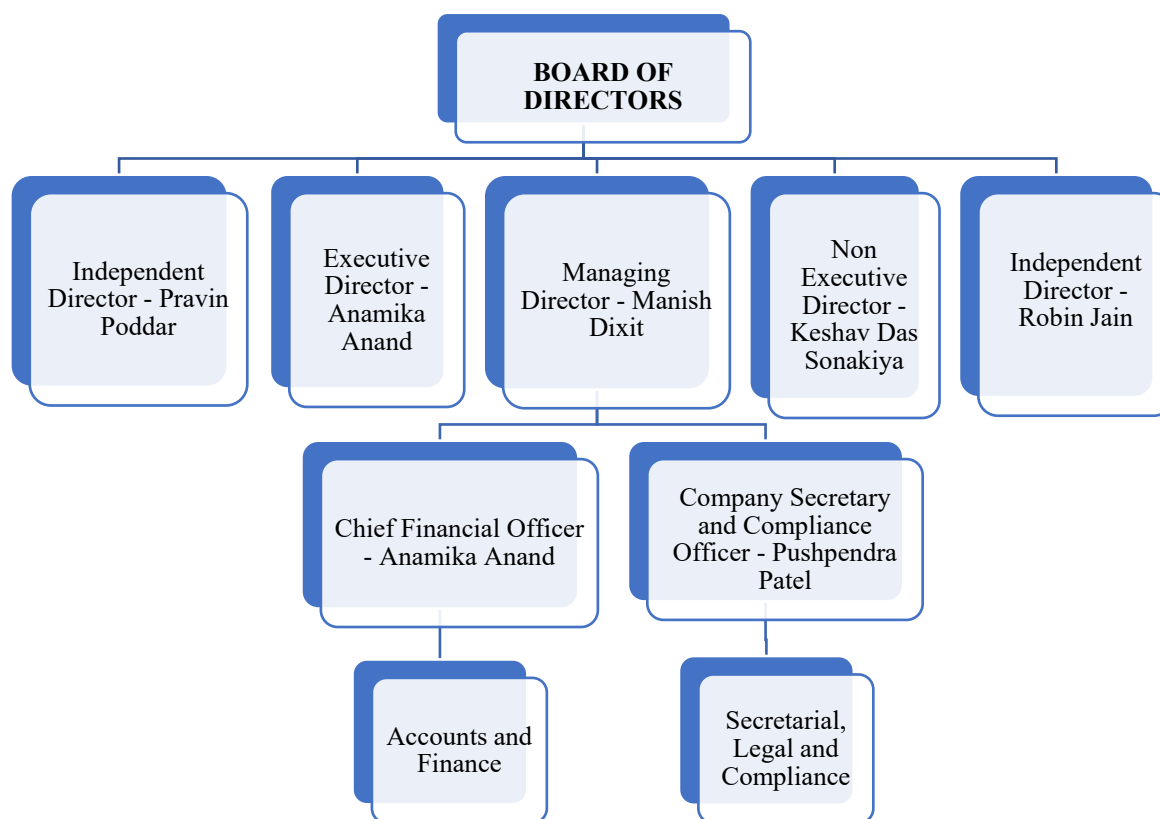 BOARD OF
DIRECTORS
Independent
Director - Pravin
Poddar
Executive
Director -
Anamika
Anand
Managing
Director - Manish
Dixit
Non
Executive
Director -
Keshav Das
Sonakiya
Independent
Director -
Robin Jain
Chief Financial Officer
- Anamika Anand
Company Secretary
and Compliance
Officer - Pushpendra
Patel
Accounts and
Finance
Secretarial,
Legal and
Compliance